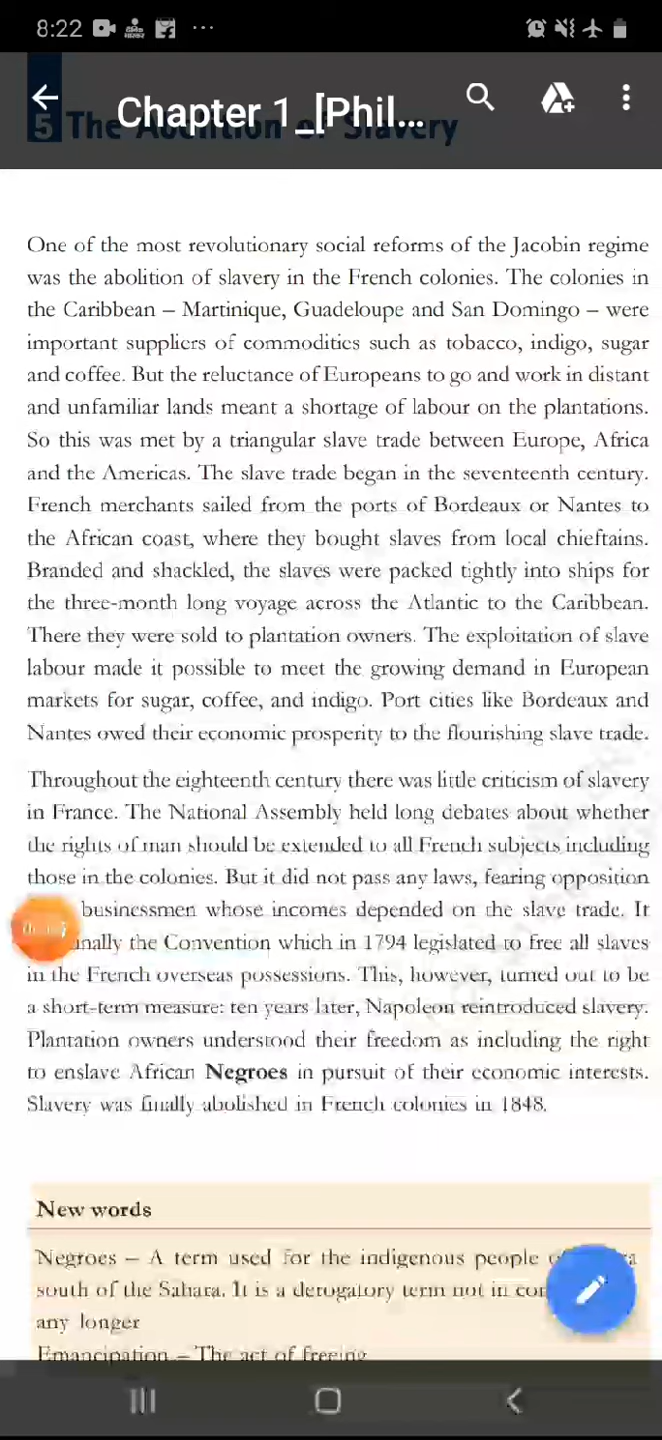 8:22
Chapter 1_[Phil...
5 The Abolition of Slavery
One of the most revolutionary social reforms of the Jacobin regime
was the abolition of slavery in the French colonies. The colonies in
the Caribbean – Martinique, Guadeloupe and San Domingo – were
important suppliers of commodities such as tobacco, indigo, sugar
and coffee. But the reluctance of Europeans to go and work in distant
and unfamiliar lands meant a shortage of labour on the plantations.
So this was met by a triangular slave trade between Europe, Africa
and the Americas. The slave trade began in the seventeenth century.
French merchants sailed from the ports of Bordeaux or Nantes to
the African coast, where they bought slaves from local chieftains.
Branded and shackled, the slaves were packed tightly into ships for
the three-month long voyage across the Atlantic to the Caribbean.
There they were sold to plantation owners. The exploitation of slave
labour made it possible to meet the growing demand in European
markets for sugar, coffee, and indigo. Port cities like Bordeaux and
Nantes owed their economic prosperity to the flourishing slave trade.
Throughout the eighteenth century there was little criticism of slavery
in France. The National Assembly held long debates about whether
the rights of man should be extended to all French subjects including
those in the colonies. But it did not pass any laws, fearing opposition
businessmen whose incomes depended on the slave trade. It
inally the Convention which in 1794 legislated to free all slaves
in the French overseas possessions. This, however, turned out to be
a short-term measure: ten years later, Napoleon reintroduced slavery.
Plantation owners understood their freedom as including the right
to enslave African Negroes in pursuit of their economic interests.
Slavery was finally abolished in French colonies in 1848.
New words
Negroes – A term used for the indigenous people
south of the Sahara. It is a derogatory term not in
any longer
Emancipation – The act of freeing